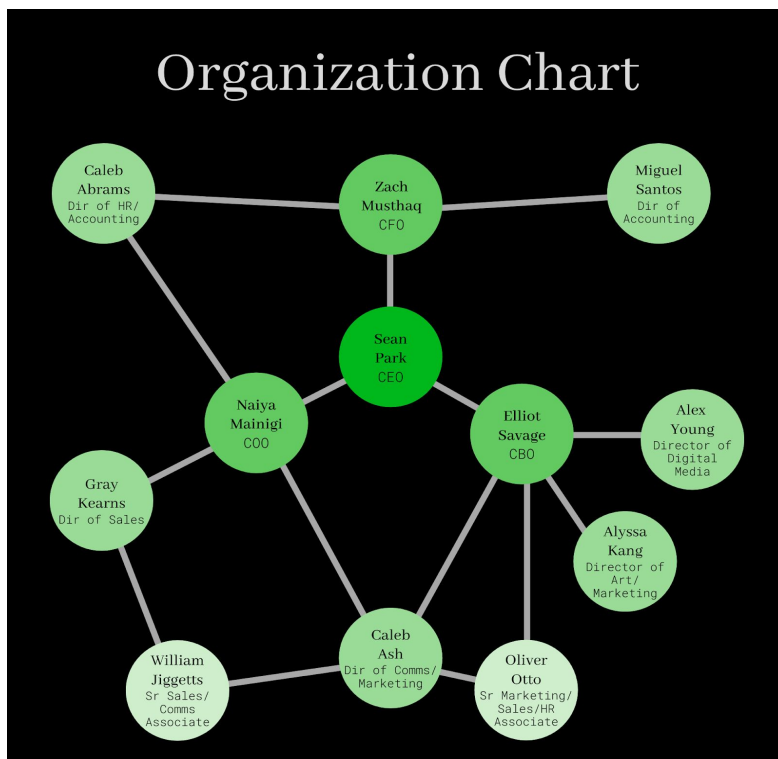 Organization Chart
Caleb
Abrams
Dir of HR/
Accounting
Zach
Musthaq
CFO
Miguel
Santos
Dir of
Accounting
Sean
Park
CEO
Naiya
Mainigi
COO
Elliot
Savage
CBO
Alex
Young
Director of
Digital
Media
Gray
Kearns
Dir of Sales
Alyssa
Kang
Director of
Art/
Marketing
William
Jiggetts
Sr Sales/
Comms
Associate
Caleb
Ash
Dir of Comms/
Marketing
Oliver
Otto
Sr Marketing/
Sales/HR
Associate